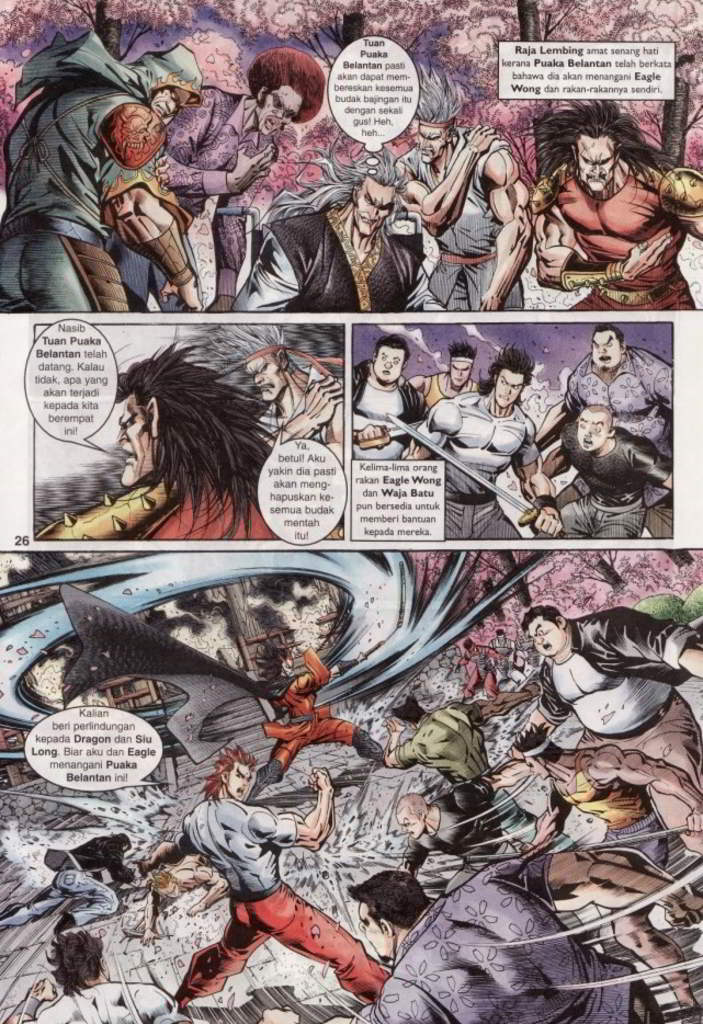 Tuan
Puaka
Belantan pasti
akan dapat mem-
bereskan kesemua
budak bajingan itu
dengan sekali
gus! Heh,
heh...
Raja Lembing amat senang hati
kerana Puaka Belantan telah berkata
bahawa dia akan menangani Eagle
Wong dan rakan-rakannya sendiri.
Nasib
Tuan Puaka
Belantan telah
datang. Kalau
tidak, apa yang
akan terjadi
kepada kita
berempat
ini!
Ya,
betul! Aku
yakin dia pasti
akan meng-
hapuskan ke-
semua budak
mentah
itu!
Kelima-lima orang
rakan Eagle Wong
dan Waja Batu
pun bersedia untuk
memberi bantuan
kepada mereka.
26
Kalian
beri perlindungan
kepada Dragon dan Siu
Long. Biar aku dan Eagle
menangani Puaka
Belantan ini!